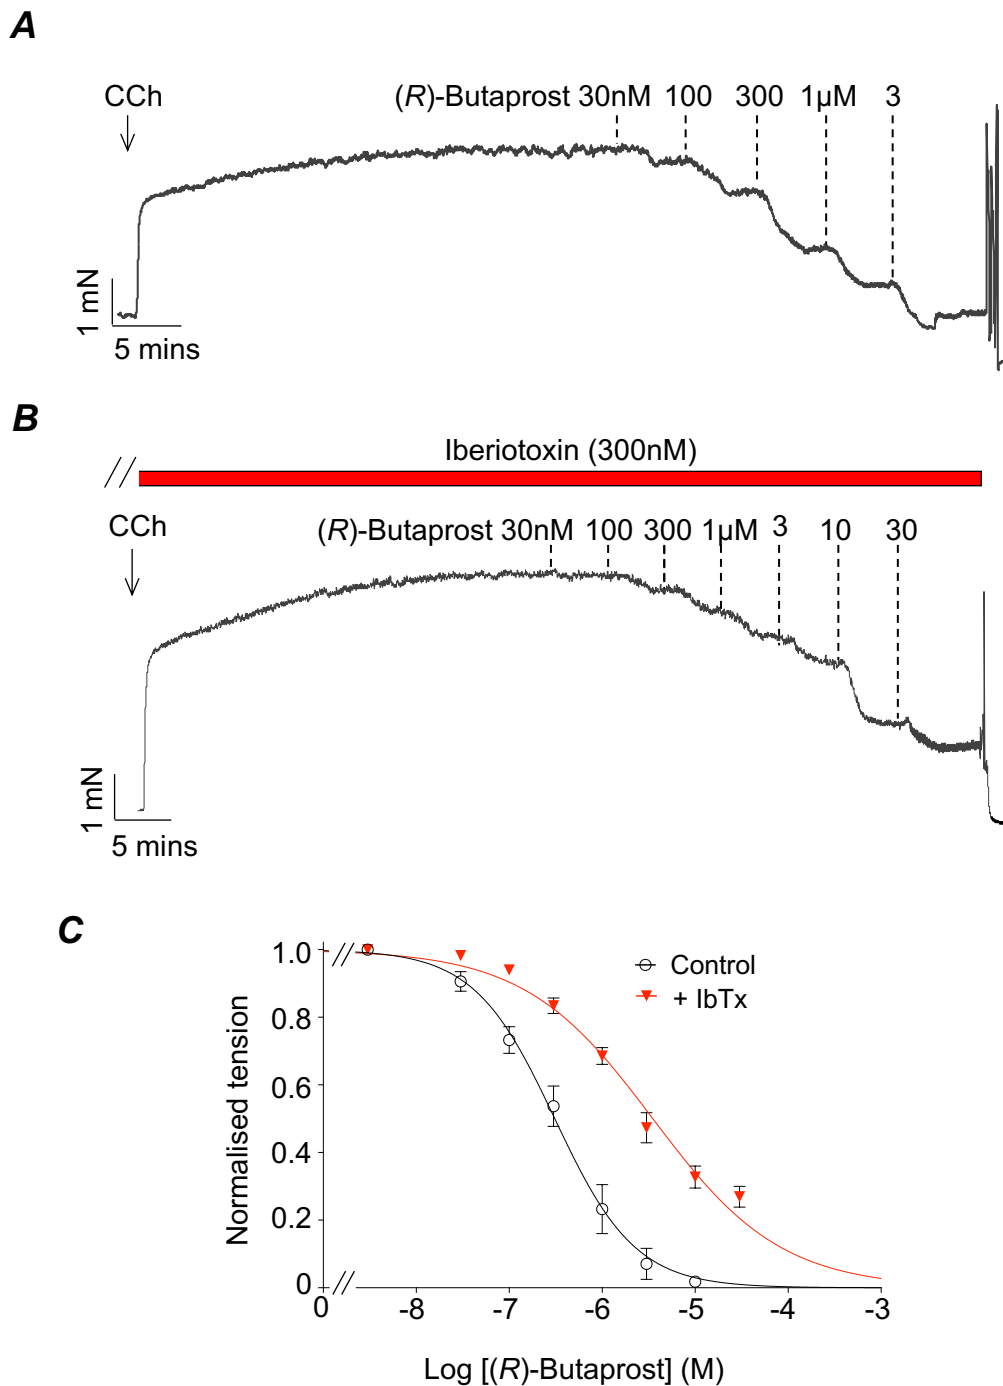 A
CCh
(R)-Butaprost 30nM 100 300 1µM 3
1 mN
5 mins
B
Iberiotoxin (300nM)
CCh
(R)-Butaprost 30nM 100 300 1µM 3 10 30
1 mN
5 mins
C
Control
+ IbTx
Normalised tension
1.0
0.8
0.6
0.4
0.2
0
0 -8 -7 -6 -5 -4 -3
Log [(R)-Butaprost] (M)